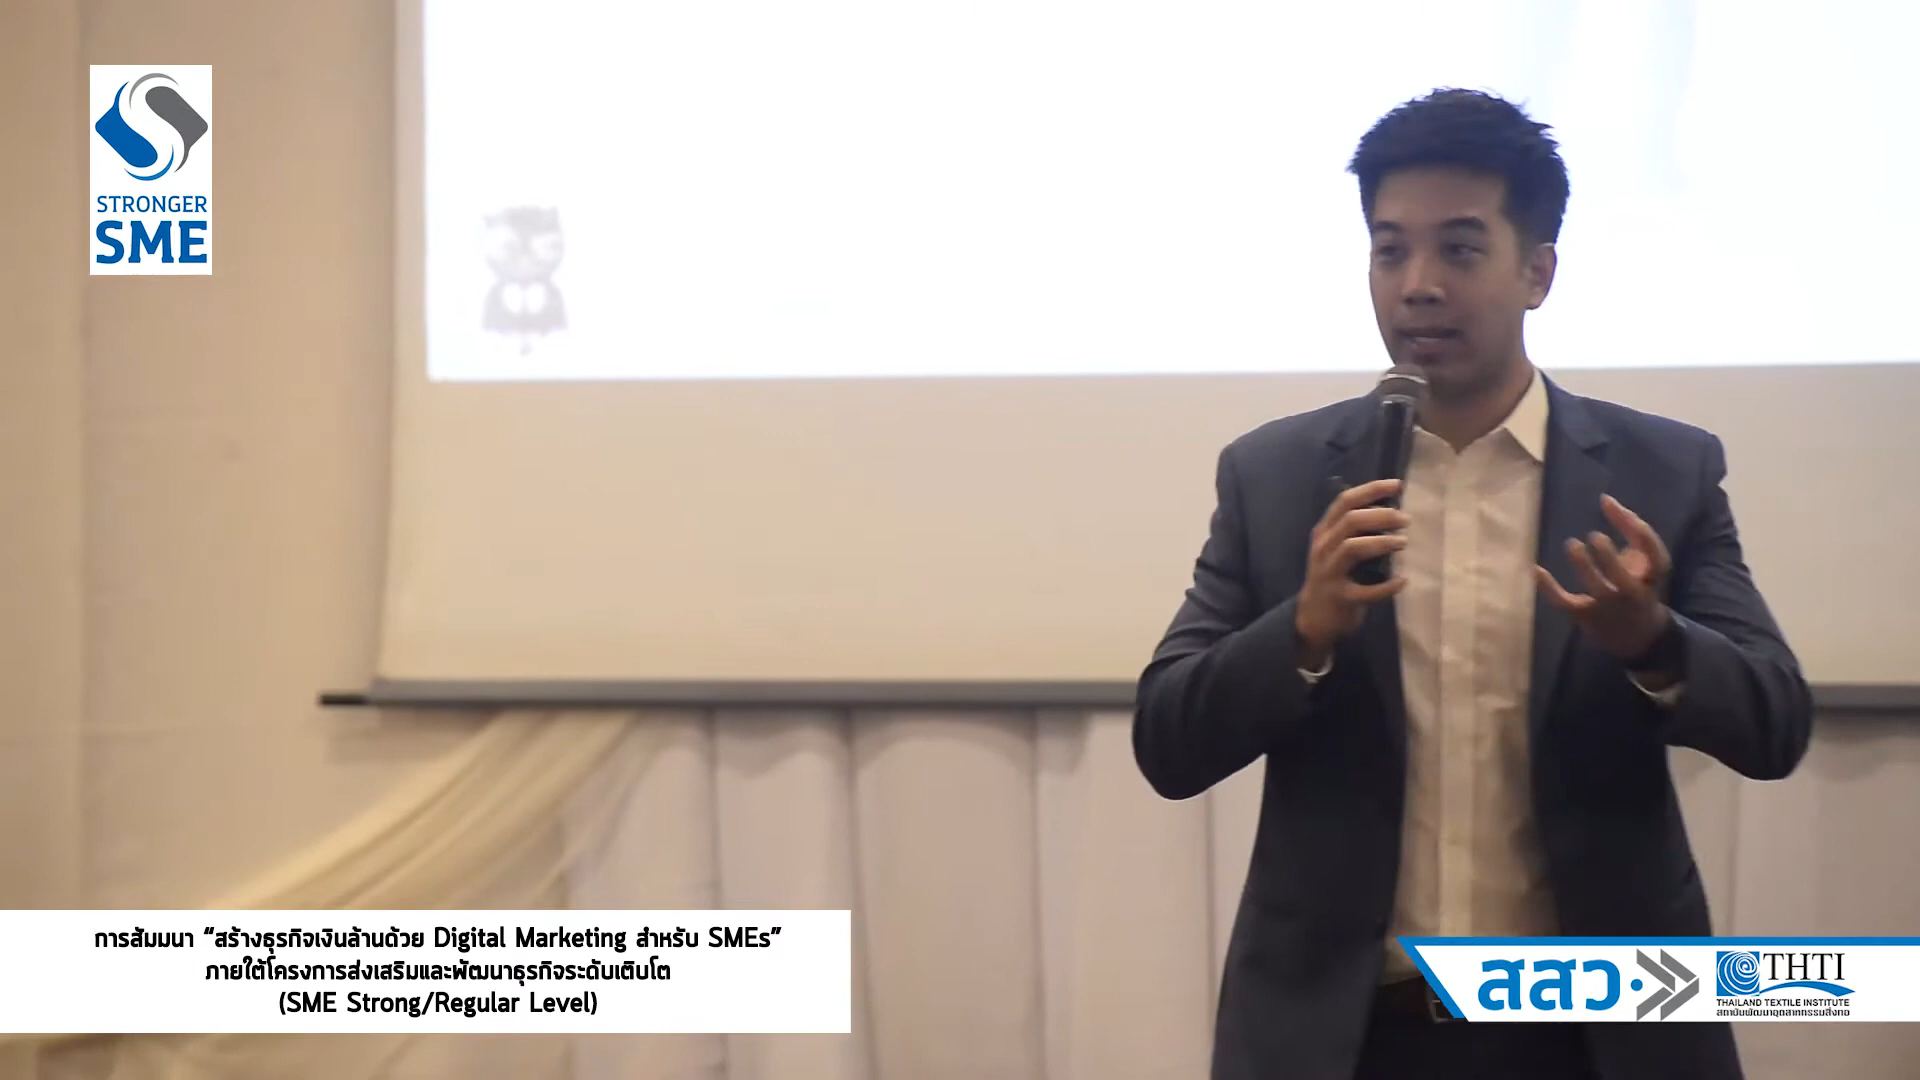 STRONGER
SME
การสัมมนา “สร้างธุรกิจเงินล้านด้วย Digital Marketing สำหรับ SMEs”
ภายใต้โครงการส่งเสริมและพัฒนาธุรกิจระดับเติบโต
(SME Strong/Regular Level)
สสว.
THTI
THAILAND TEXTILE INSTITUTE
สถาบันพัฒนาอุตสาหกรรมสิ่งทอ